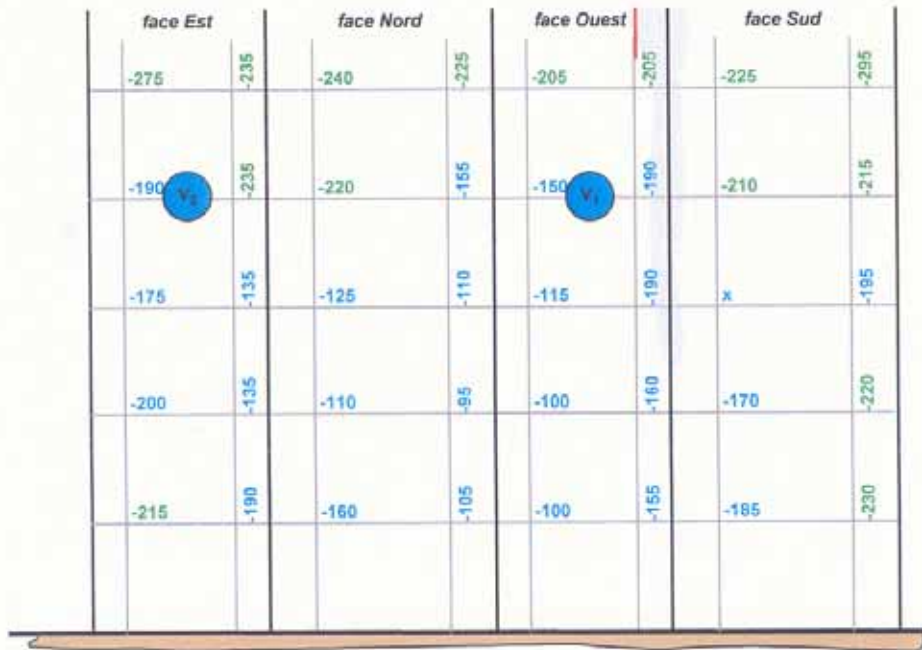 face Est face Nord face Ouest face Sud
-275 -235 -240 -225 -205 -205 -225 -295
-190 V2 -235 -220 -155 -150 V1 -190 -210 -215
-175 -135 -125 -110 -115 -190 x -195
-200 -135 -110 -95 -100 -160 -170 -220
-215 -190 -160 -105 -100 -155 -185 -230